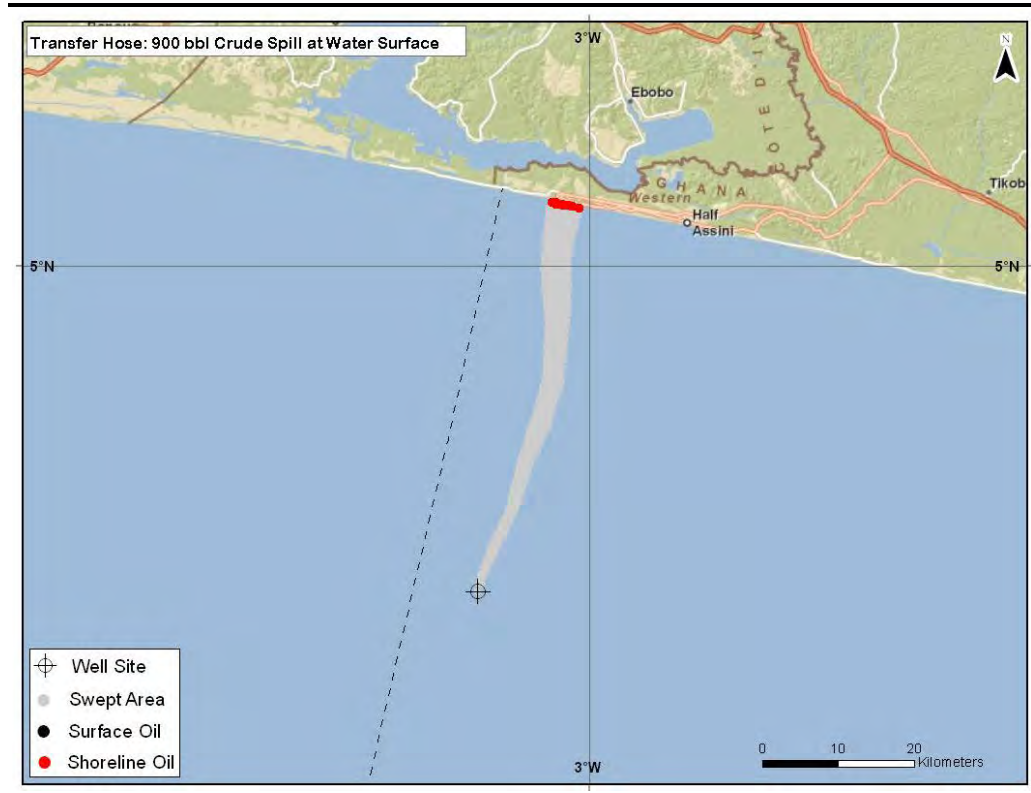 Transfer Hose: 900 bbl Crude Spill at Water Surface
3°W
N
Ebobo
COTE D'IV
Tikob
GHANA
Western
Half
Assini
5°N
5°N
Well Site
Swept Area
Surface Oil
Shoreline Oil
3°W
0 10 20
Kilometers